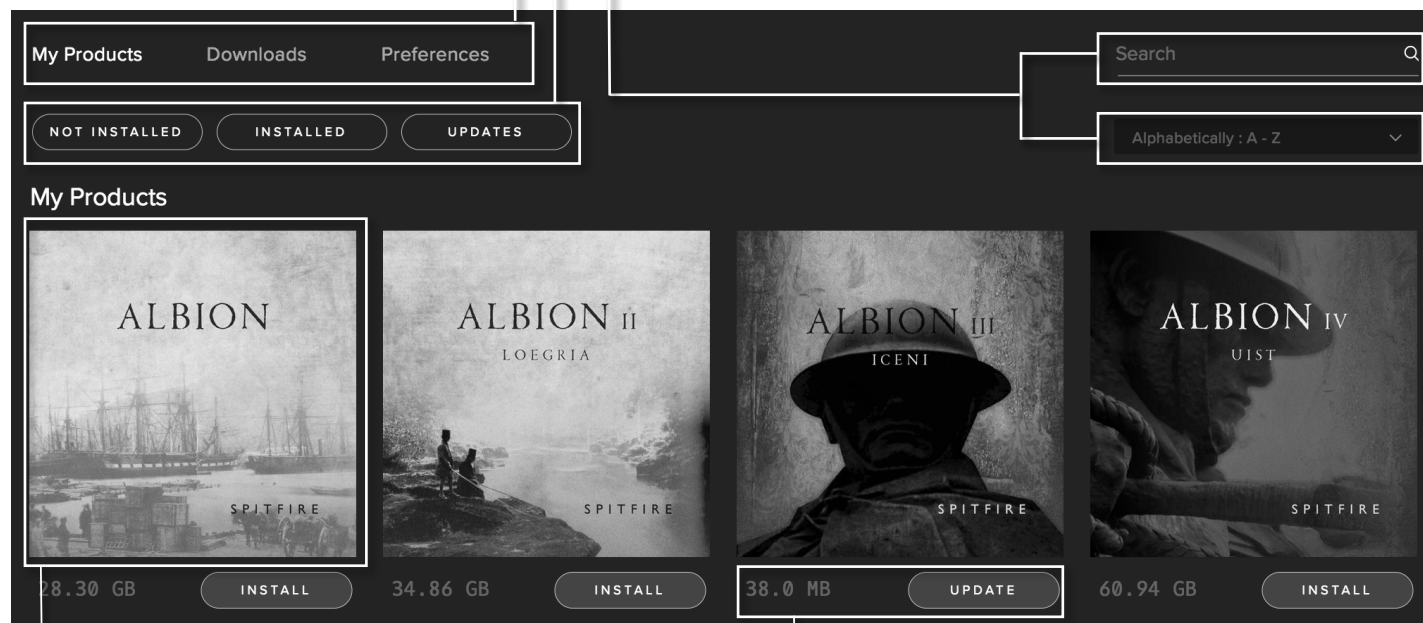 My Products Downloads Preferences Search
NOT INSTALLED INSTALLED UPDATES Alphabetically : A - Z
My Products
ALBION
SPITFIRE
ALBION II
LOEGRIA
SPITFIRE
ALBION III
ICENI
SPITFIRE
ALBION IV
UIST
SPITFIRE
28.30 GB INSTALL 34.86 GB INSTALL 38.0 MB UPDATE 60.94 GB INSTALL